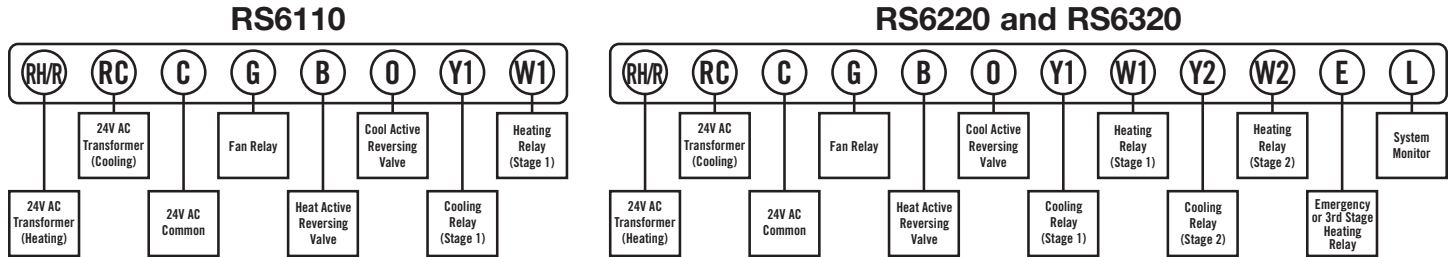 RS6110
RH/R RC C G B O Y1 W1
24V AC
Transformer
(Cooling)
Fan Relay
Cool Active
Reversing
Valve
Heating
Relay
(Stage 1)
24V AC
Transformer
(Heating)
24V AC
Common
Heat Active
Reversing
Valve
Cooling
Relay
(Stage 1)
RS6220 and RS6320
RH/R RC C G B O Y1 W1 Y2 W2 E L
24V AC
Transformer
(Cooling)
Fan Relay
Cool Active
Reversing
Valve
Heating
Relay
(Stage 1)
Heating
Relay
(Stage 2)
System
Monitor
24V AC
Transformer
(Heating)
24V AC
Common
Heat Active
Reversing
Valve
Cooling
Relay
(Stage 1)
Cooling
Relay
(Stage 2)
Emergency
or 3rd Stage
Heating
Relay